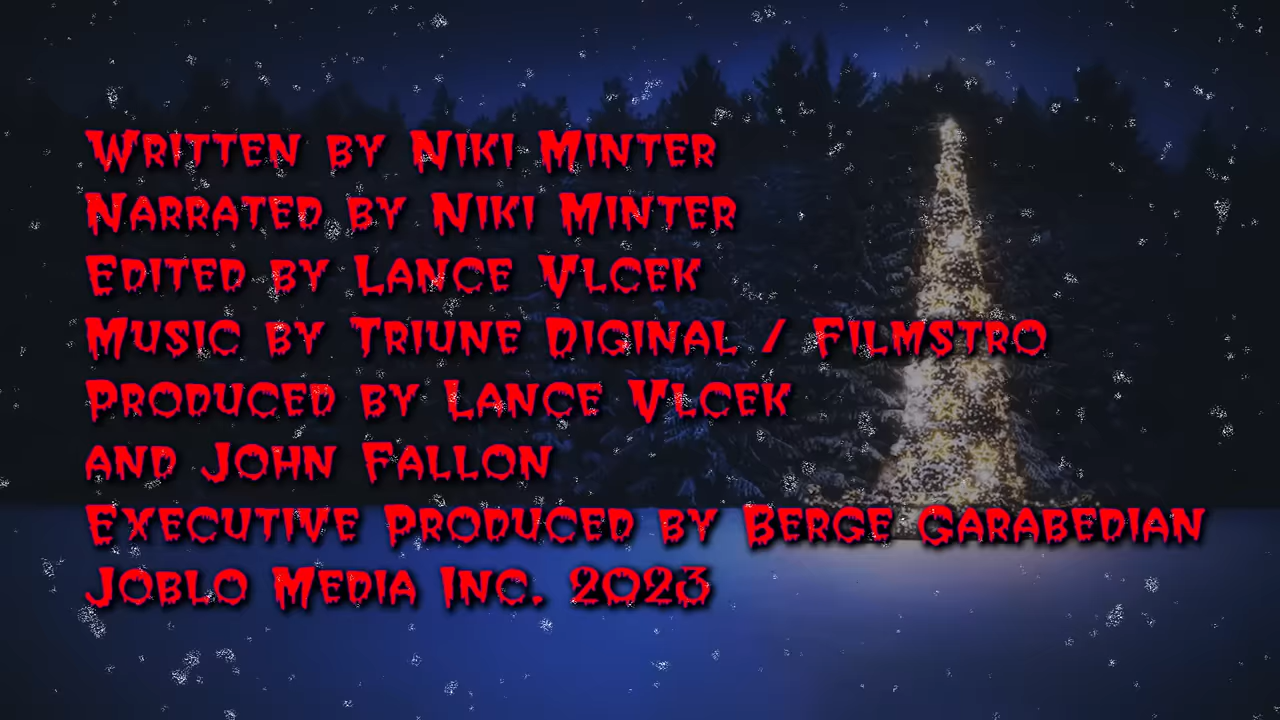 Written by Niki Minter
Narrated by Niki Minter
Edited by Lance Vlcek
Music by Triune Diginal / Filmstro
Produced by Lance Vlcek
and John Fallon
Executive Produced by Berge Garabedian
Joblo Media Inc. 2023